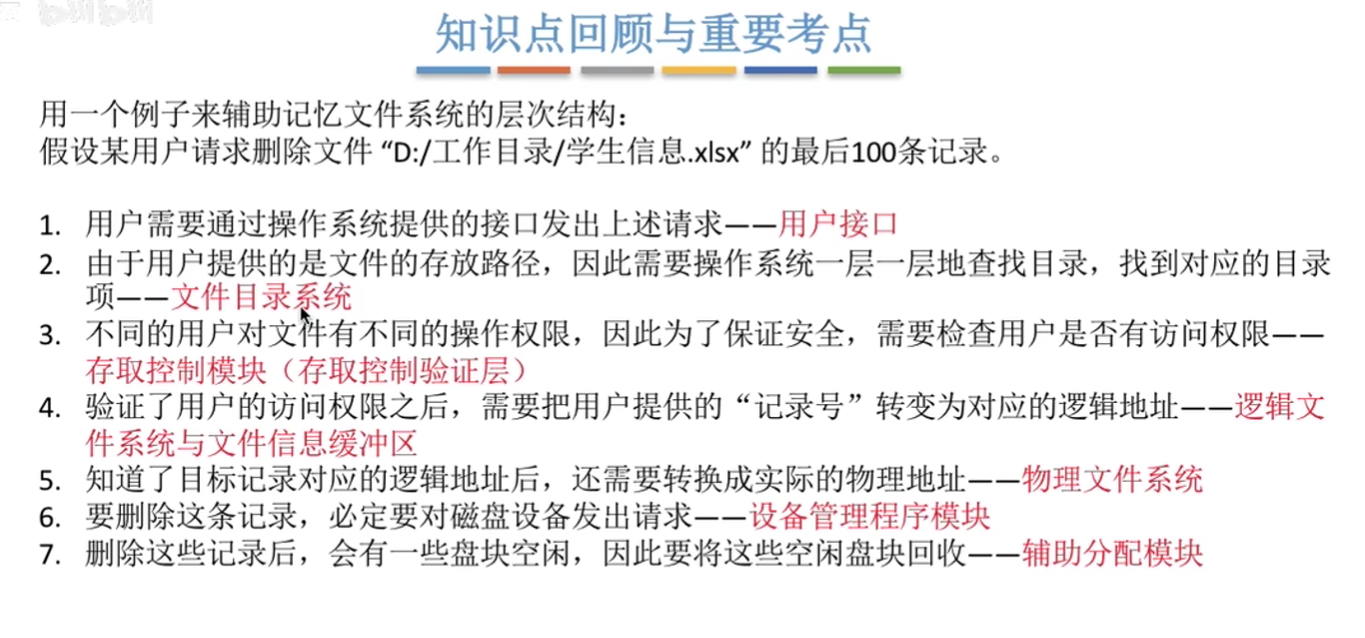 知识点回顾与重要考点
用一个例子来辅助记忆文件系统的层次结构：
假设某用户请求删除文件 “D:/工作目录/学生信息.xlsx” 的最后100条记录。
1. 用户需要通过操作系统提供的接口发出上述请求——用户接口
2. 由于用户提供的是文件的存放路径，因此需要操作系统一层一层地查找目录，找到对应的目录
项——文件目录系统
3. 不同的用户对文件有不同的操作权限，因此为了保证安全，需要检查用户是否有访问权限——
存取控制模块（存取控制验证层）
4. 验证了用户的访问权限之后，需要把用户提供的“记录号”转变为对应的逻辑地址——逻辑文
件系统与文件信息缓冲区
5. 知道了目标记录对应的逻辑地址后，还需要转换成实际的物理地址——物理文件系统
6. 要删除这条记录，必定要对磁盘设备发出请求——设备管理程序模块
7. 删除这些记录后，会有一些盘块空闲，因此要将这些空闲盘块回收——辅助分配模块